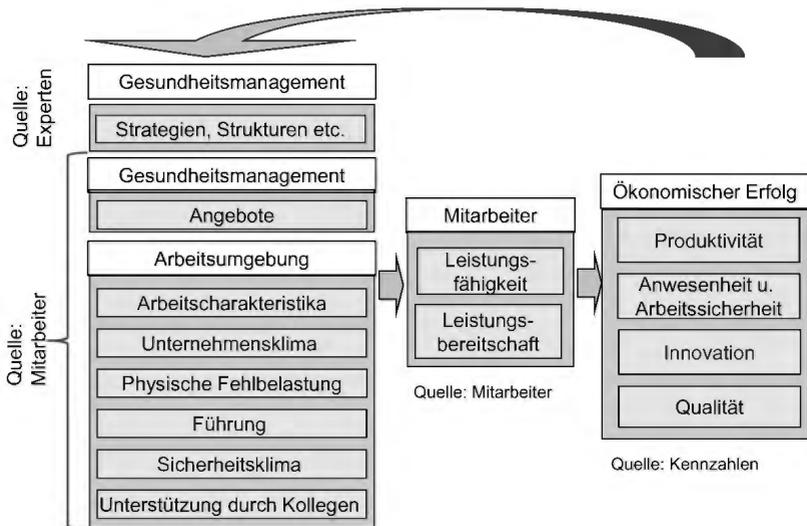 Quelle:
Experten
Gesundheitsmanagement
Strategien, Strukturen etc.
Quelle:
Mitarbeiter
Gesundheitsmanagement
Angebote
Arbeitsumgebung
Arbeitscharakteristika
Unternehmensklima
Physische Fehlbelastung
Führung
Sicherheitsklima
Unterstützung durch Kollegen
Mitarbeiter
Leistungs-
fähigkeit
Leistungs-
bereitschaft
Quelle: Mitarbeiter
Ökonomischer Erfolg
Produktivität
Anwesenheit u.
Arbeitssicherheit
Innovation
Qualität
Quelle: Kennzahlen